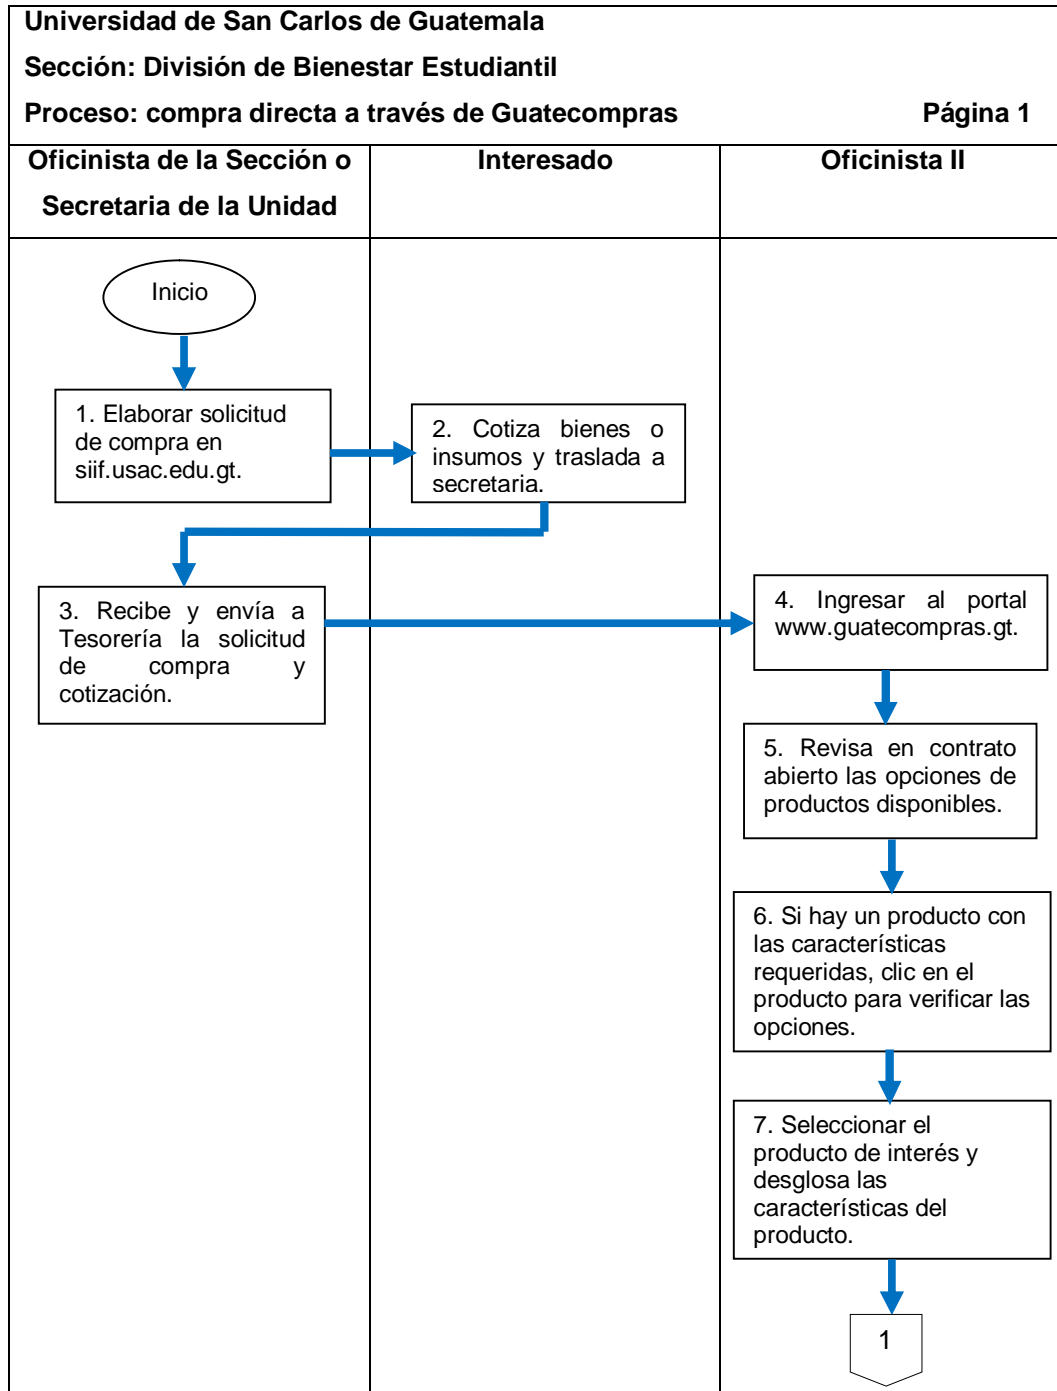 Universidad de San Carlos de Guatemala
Sección: División de Bienestar Estudiantil
Proceso: compra directa a través de Guatecompras Página 1
Oficinista de la Sección o
Secretaria de la Unidad
Interesado
Oficinista II
Inicio
1. Elaborar solicitud
de compra en
siif.usac.edu.gt.
2. Cotiza bienes o
insumos y traslada a
secretaria.
3. Recibe y envía a
Tesorería la solicitud
de compra y
cotización.
4. Ingresar al portal
www.guatecompras.gt.
5. Revisa en contrato
abierto las opciones de
productos disponibles.
6. Si hay un producto con
las características
requeridas, clic en el
producto para verificar las
opciones.
7. Seleccionar el
producto de interés y
desglosa las
características del
producto.
1